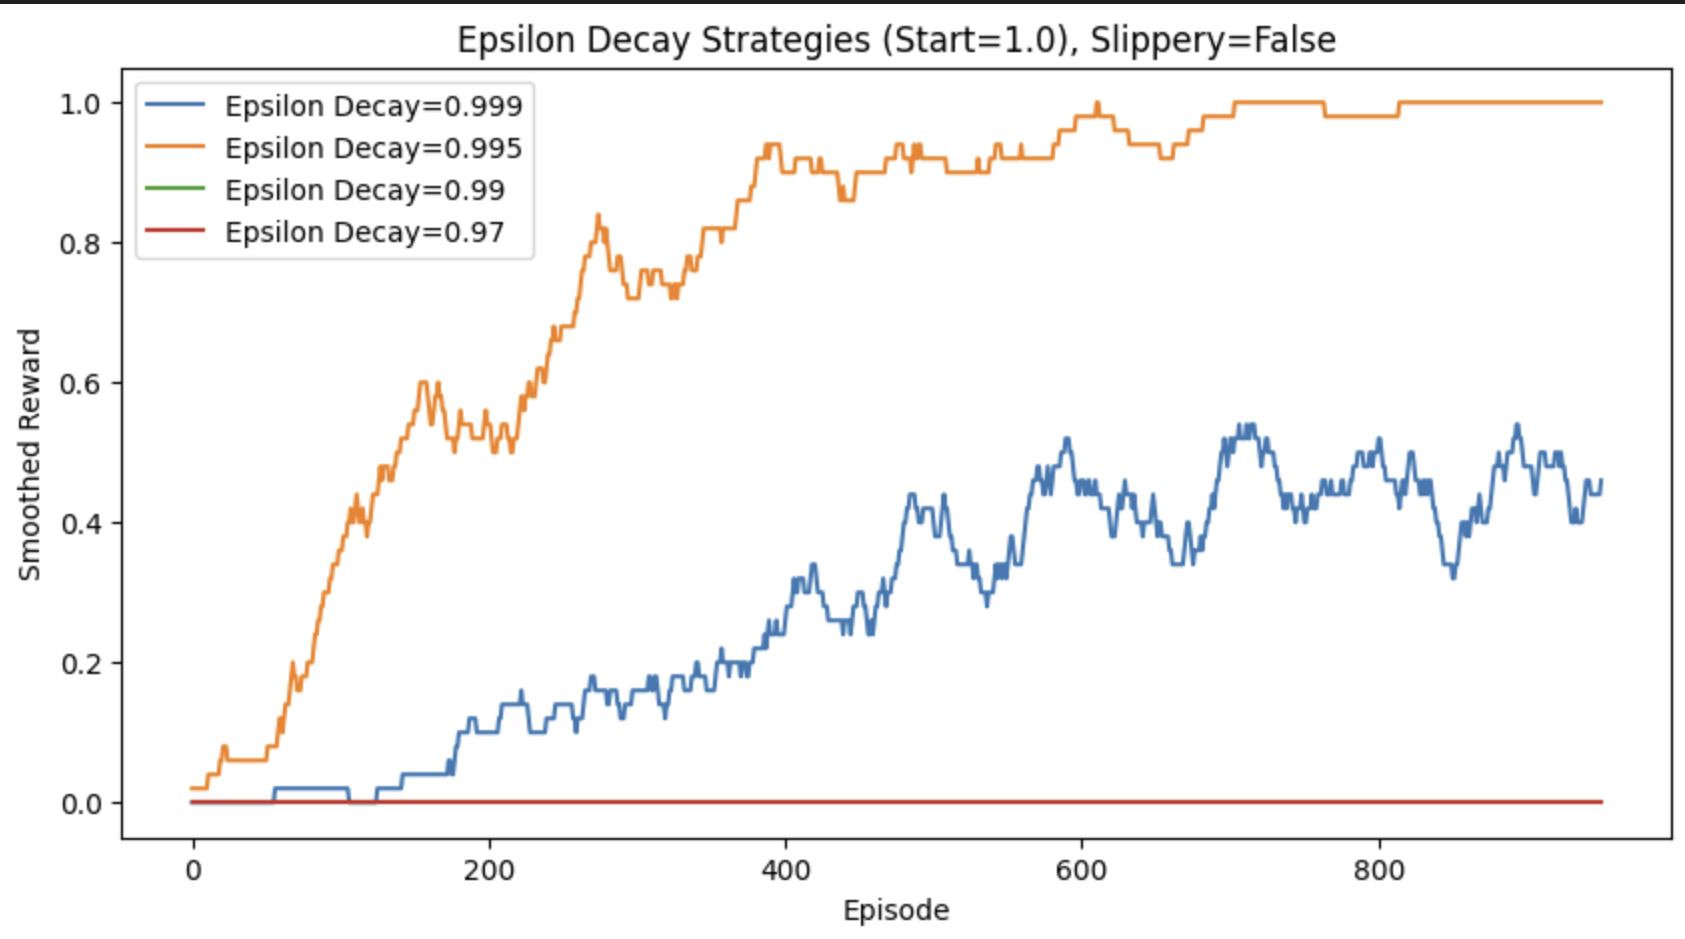 Epsilon Decay Strategies (Start=1.0), Slippery=False
Epsilon Decay=0.999
Epsilon Decay=0.995
Epsilon Decay=0.99
Epsilon Decay=0.97
1.0
0.8
0.6
0.4
0.2
0.0
Smoothed Reward
0 200 400 600 800
Episode